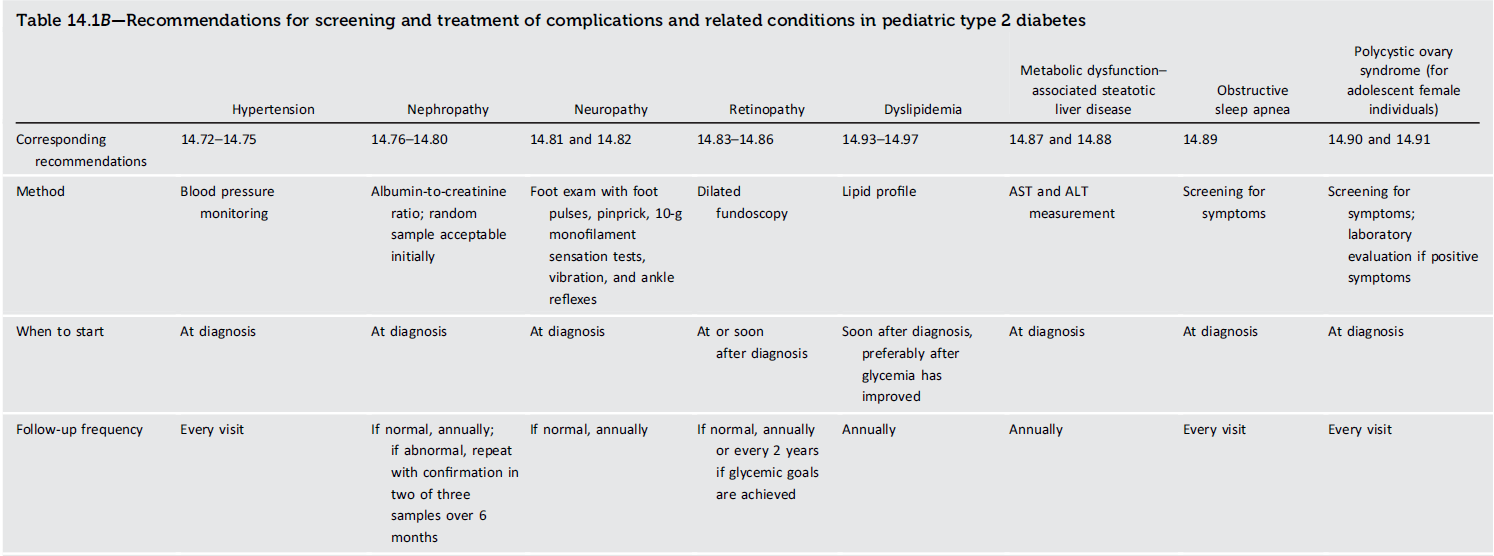 Table 14.1B—Recommendations for screening and treatment of complications and related conditions in pediatric type 2 diabetes
Hypertension
Nephropathy
Neuropathy
Retinopathy
Dyslipidemia
Metabolic dysfunction–
associated steatotic
liver disease
Obstructive
sleep apnea
Polycystic ovary
syndrome (for
adolescent female
individuals)
Corresponding
recommendations
14.72–14.75
14.76–14.80
14.81 and 14.82
14.83–14.86
14.93–14.97
14.87 and 14.88
14.89
14.90 and 14.91
Method
Blood pressure
monitoring
Albumin-to-creatinine
ratio; random
sample acceptable
initially
Foot exam with foot
pulses, pinprick, 10-g
monofilament
sensation tests,
vibration, and ankle
reflexes
Dilated
fundoscopy
Lipid profile
AST and ALT
measurement
Screening for
symptoms
Screening for
symptoms;
laboratory
evaluation if positive
symptoms
When to start
At diagnosis
At diagnosis
At diagnosis
At or soon
after diagnosis
Soon after diagnosis,
preferably after
glycemia has
improved
At diagnosis
At diagnosis
At diagnosis
Follow-up frequency
Every visit
If normal, annually;
if abnormal, repeat
with confirmation in
two of three
samples over 6
months
If normal, annually
If normal, annually
or every 2 years
if glycemic goals
are achieved
Annually
Annually
Every visit
Every visit